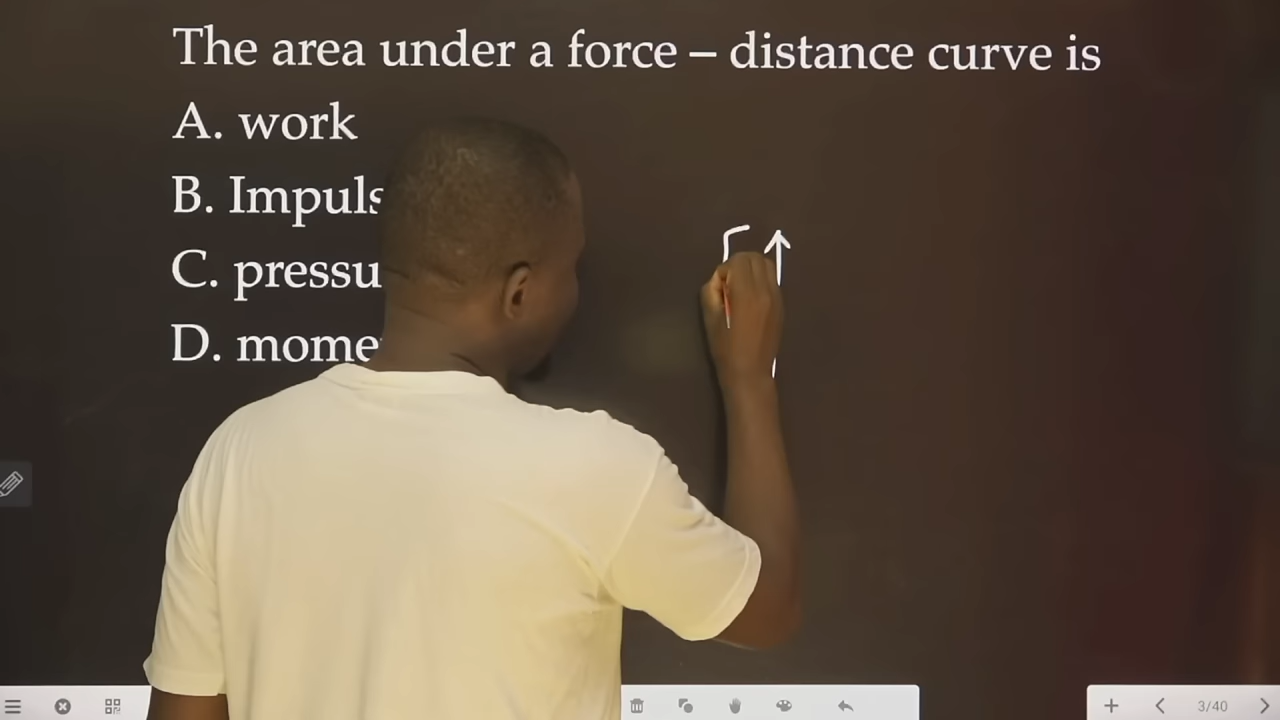 The area under a force – distance curve is
A. work
B. Impuls
C. pressu
D. mome
3/40